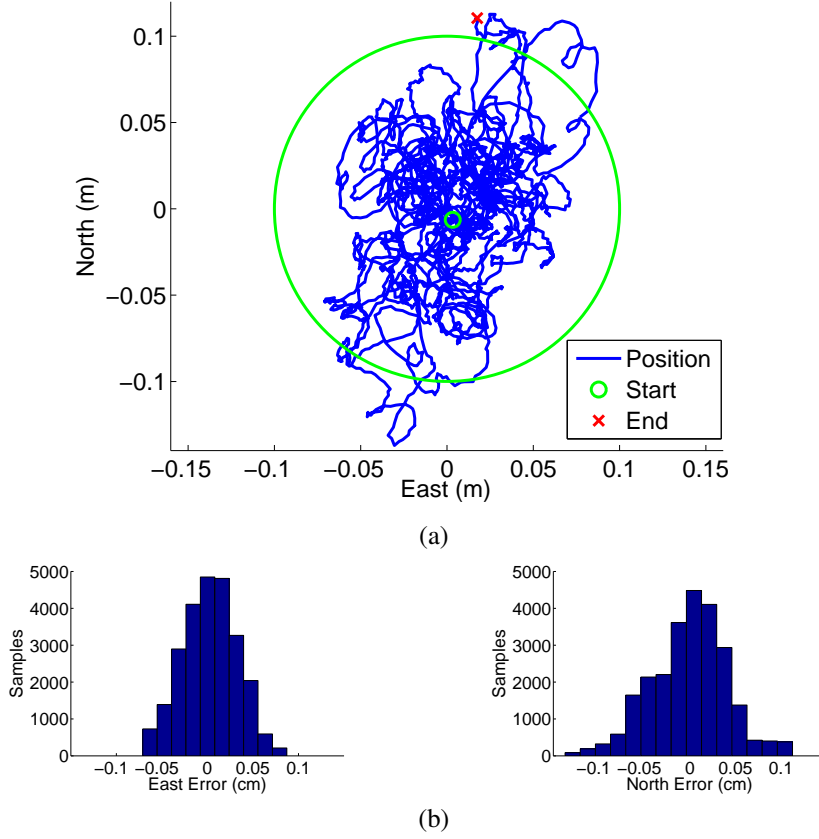 0.1
0.05
0
−0.05
−0.1
North (m)
−0.15 −0.1 −0.05 0 0.05 0.1 0.15
East (m)
Position
Start
End
(a)
5000
4000
3000
2000
1000
0
Samples
−0.1 −0.05 0 0.05 0.1
East Error (cm)
5000
4000
3000
2000
1000
0
Samples
−0.1 −0.05 0 0.05 0.1
North Error (cm)
(b)